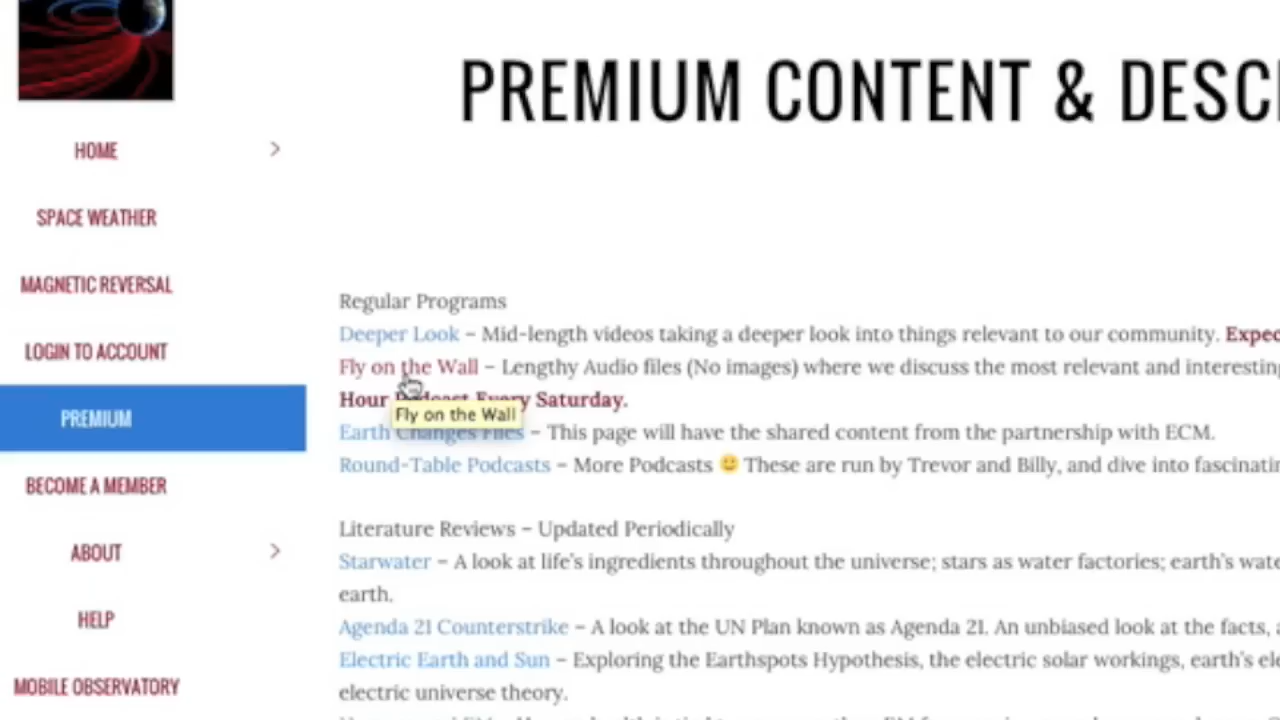 PREMIUM CONTENT &
HOME
SPACE WEATHER
MAGNETIC REVERSAL
LOGIN TO ACCOUNT
PREMIUM
BECOME A MEMBER
ABOUT
HELP
MOBILE OBSERVATORY
Regular Programs
Deeper Look – Mid-length videos taking a deeper look into things relevant to our community.
Fly on the Wall – Lengthy Audio files (No images) where we discuss the most relevant and interesting
Hour Podcast Every Saturday.
Fly on the Wall
Earth Changes Files – This page will have the shared content from the partnership with ECM.
Round-Table Podcasts – More Podcasts 🙂 These are run by Trevor and Billy, and dive into
Literature Reviews – Updated Periodically
Starwater – A look at life's ingredients throughout the universe; stars as water factories; earth's
earth.
Agenda 21 Counterstrike – A look at the UN Plan known as Agenda 21. An unbiased look at the facts,
Electric Earth and Sun – Exploring the Earthspots Hypothesis, the electric solar workings, earth's
electric universe theory.